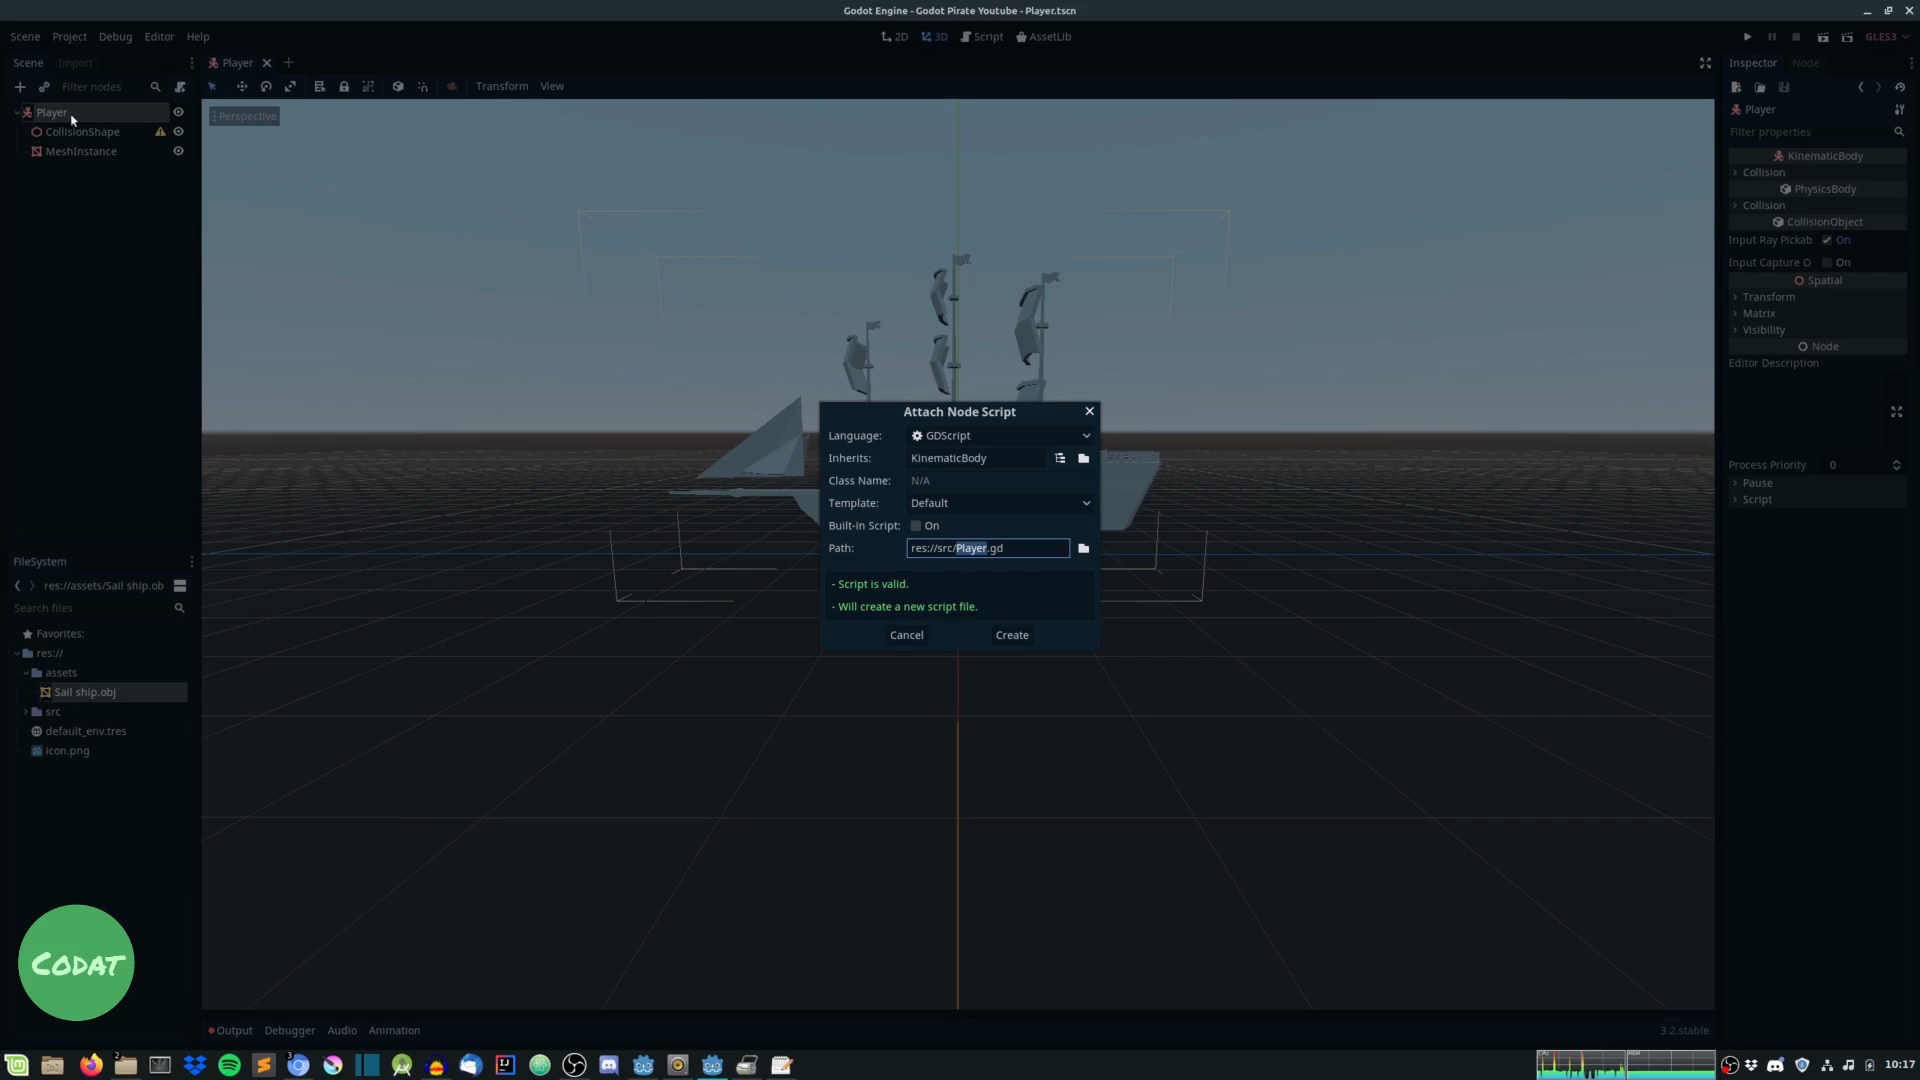 Godot Engine - Godot Pirate Youtube - Player.tscn
Scene Project Debug Editor Help
2D 3D Script AssetLib
GLES3
Scene Import
Player
Inspector Node
Filter nodes
Transform View
Player
Perspective
CollisionShape
MeshInstance
Player
Filter properties
KinematicBody
Collision
PhysicsBody
Collision
CollisionObject
Input Ray Pickab On
Input Capture O On
Spatial
Transform
Matrix
Visibility
Node
Editor Description
Process Priority 0
Pause
Script
Attach Node Script
Language: GDScript
Inherits: KinematicBody
Class Name: N/A
Template: Default
Built-in Script: On
Path: res://src/Player.gd
- Script is valid.
- Will create a new script file.
Cancel Create
FileSystem
res://assets/Sail ship.ob
Search files
Favorites:
res://
assets
Sail ship.obj
src
default_env.tres
icon.png
CODAT
Output Debugger Audio Animation
3.2.stable
2
3
CPU
MEM
10:17